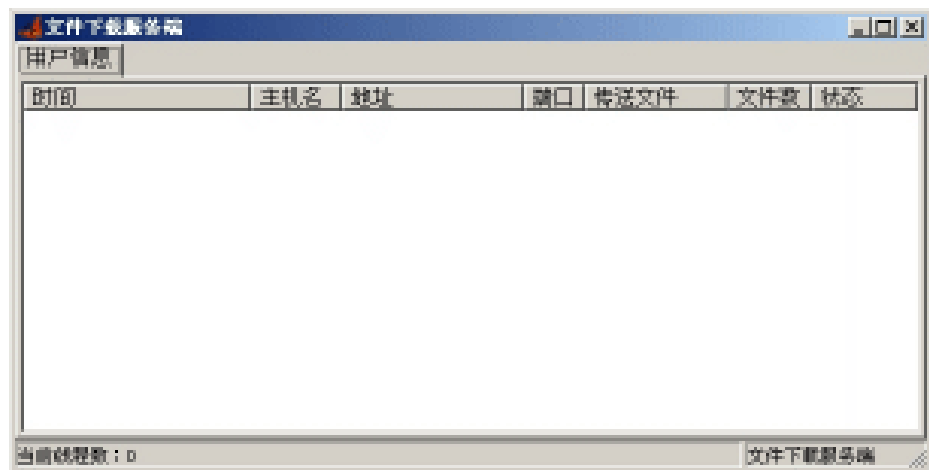 文件下载服务端
用户信息
时间 主机名 地址 端口 传送文件 文件数 状态
当前线程数：0 文件下载服务端